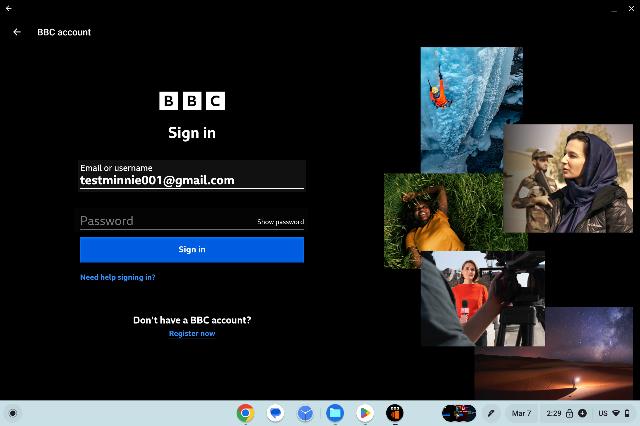 BBC account
BBC
Sign in
Email or username
testminnie001@gmail.com
Password
Show password
Sign in
Need help signing in?
Don't have a BBC account?
Register now
Mar 7
2:29
US